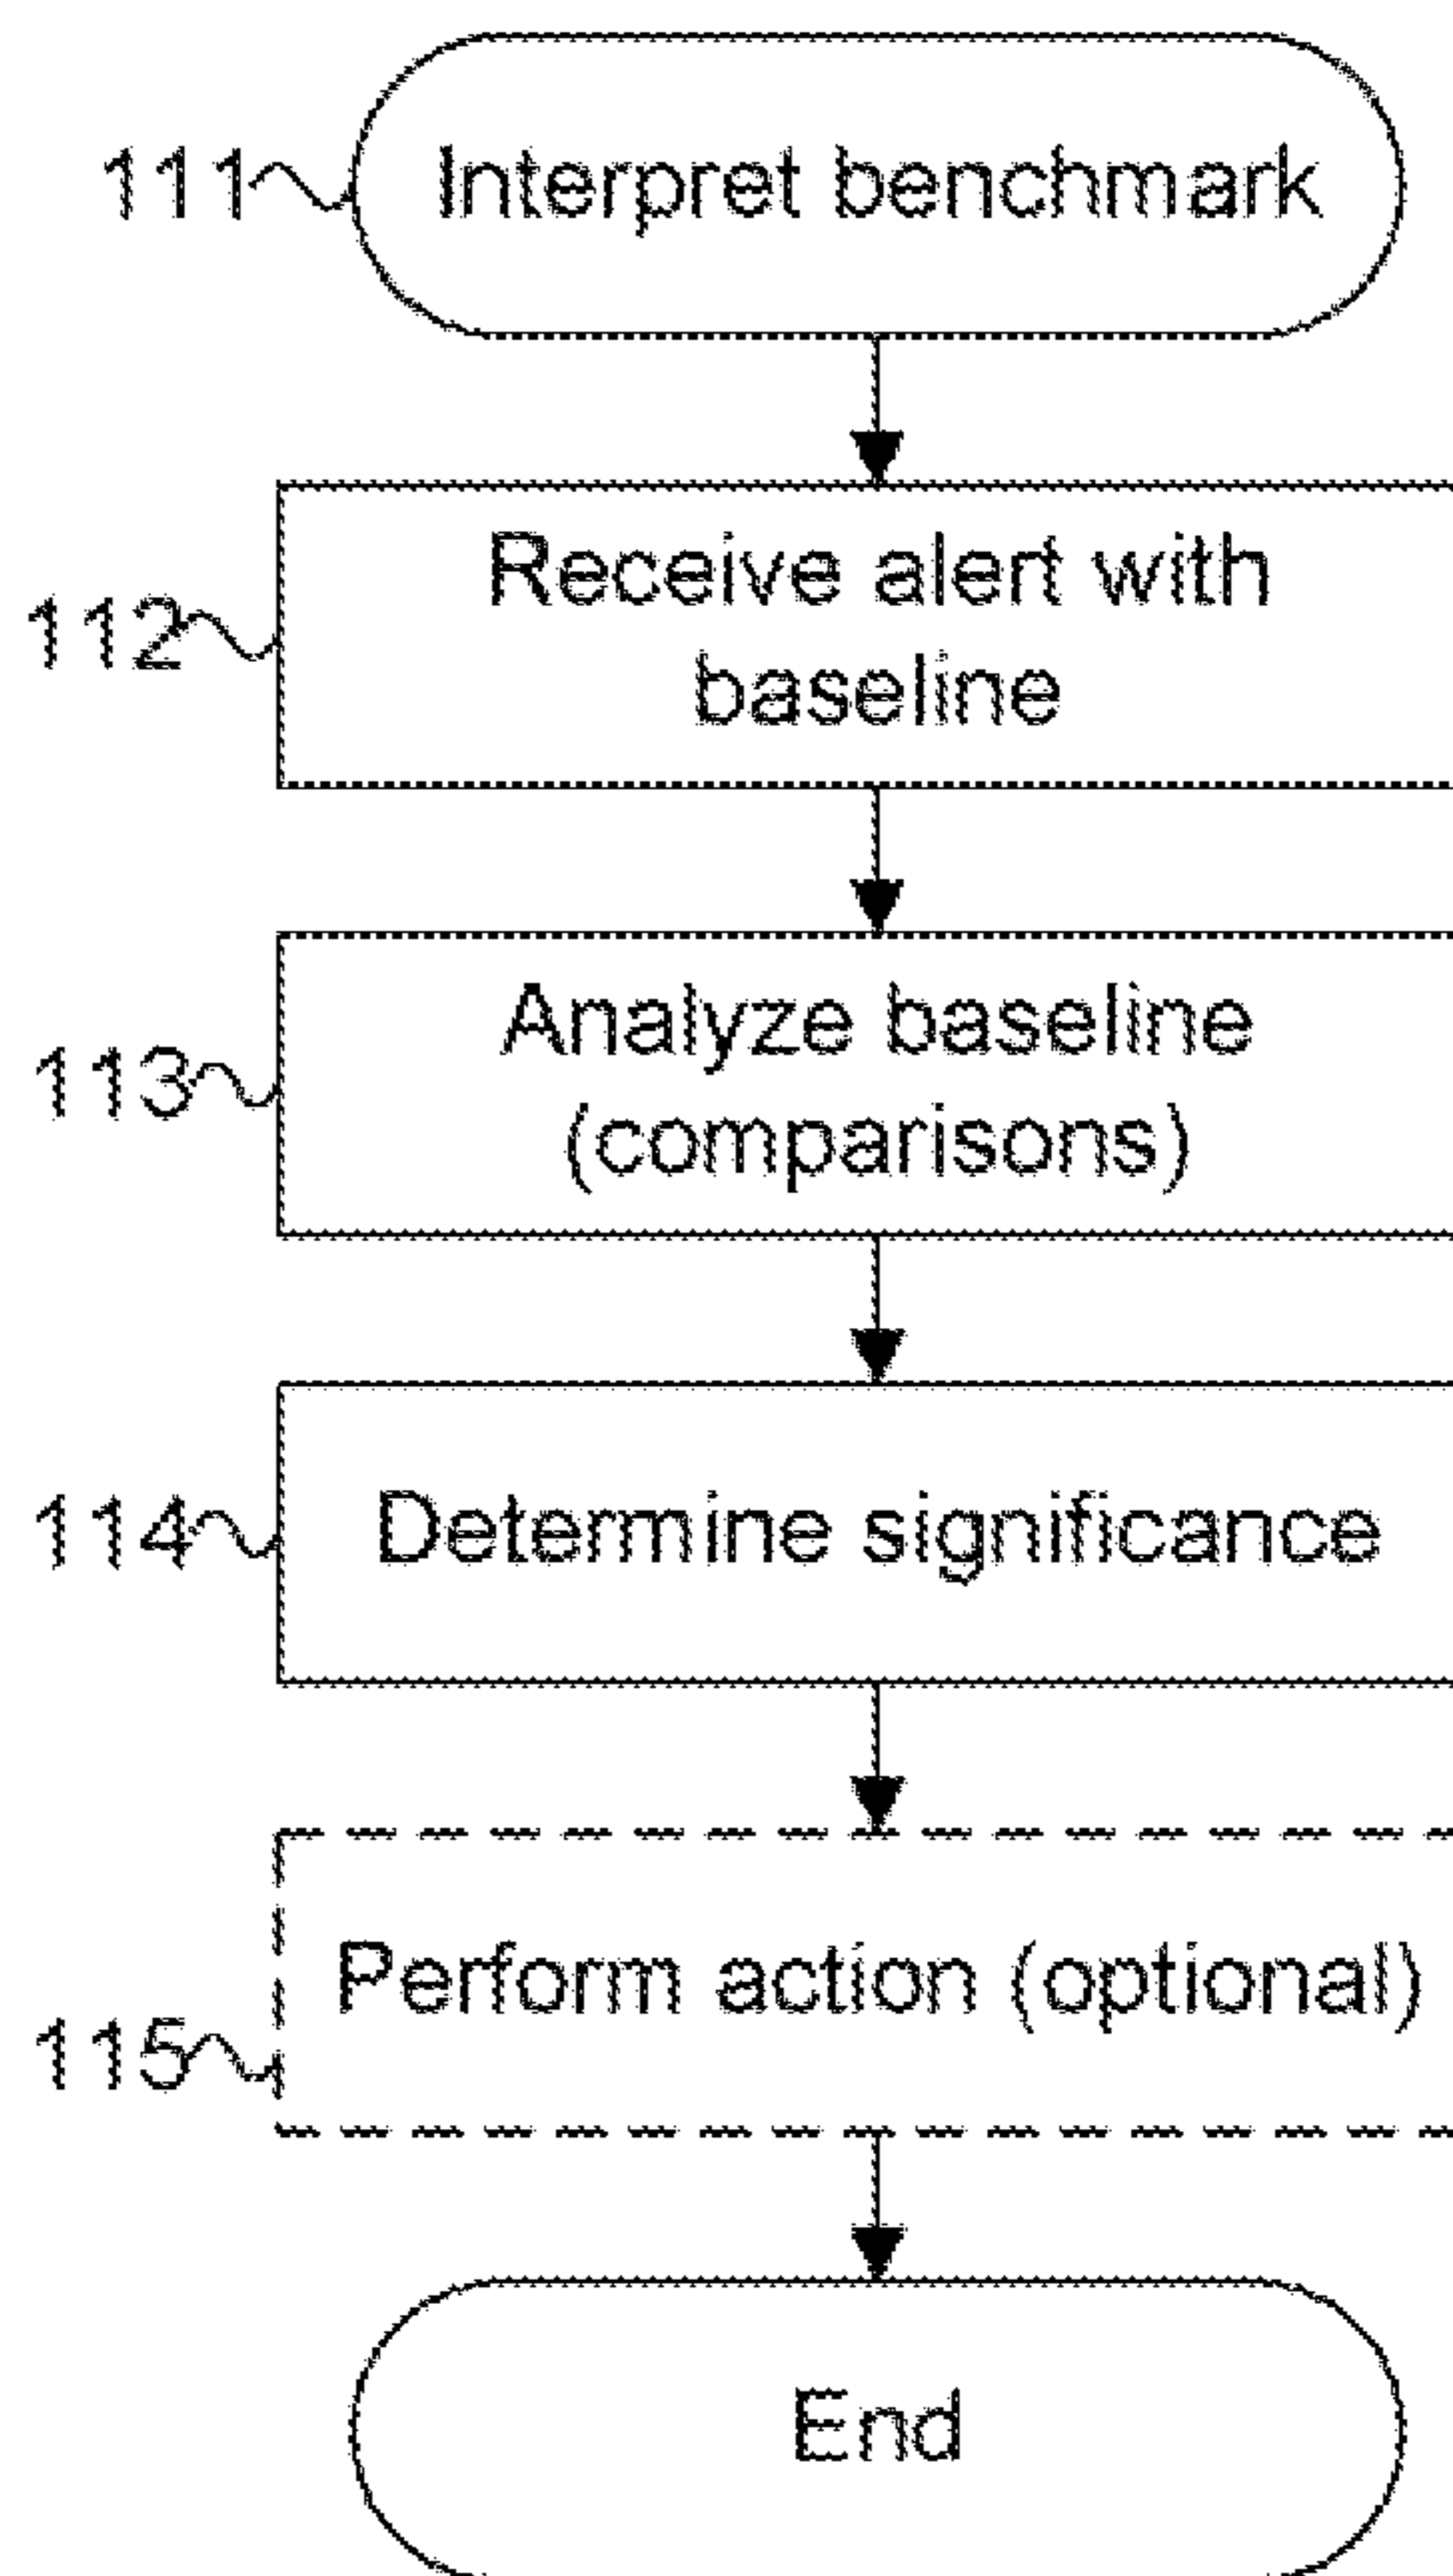 111 Interpret benchmark
Receive alert with
112
baseline
Analyze baseline
113
(comparisons)
114 Determine significance
Perform action (optional)
115
End